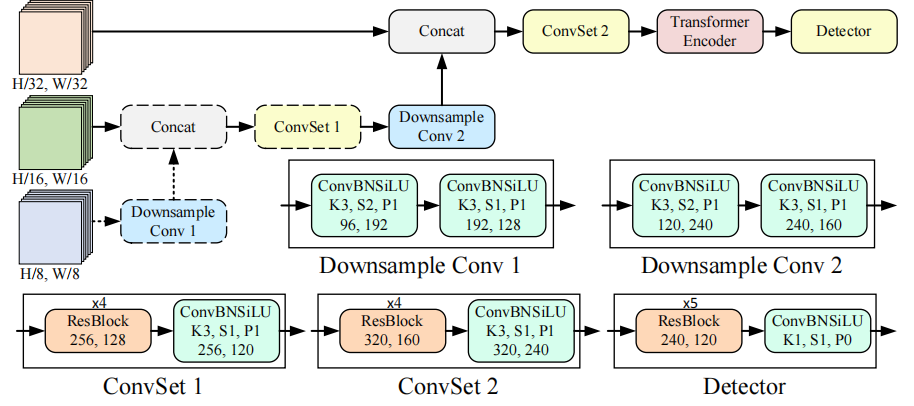 H/32, W/32
Concat
ConvSet 2
Transformer
Encoder
Detector
H/16, W/16
Concat
ConvSet 1
Downsample
Conv 2
H/8, W/8
Downsample
Conv 1
ConvBNSiLU
K3, S2, P1
96, 192
ConvBNSiLU
K3, S1, P1
192, 128
Downsample Conv 1
ConvBNSiLU
K3, S2, P1
120, 240
ConvBNSiLU
K3, S1, P1
240, 160
Downsample Conv 2
x4
ResBlock
256, 128
ConvBNSiLU
K3, S1, P1
256, 120
ConvSet 1
x4
ResBlock
320, 160
ConvBNSiLU
K3, S1, P1
320, 240
ConvSet 2
x5
ResBlock
240, 120
ConvBNSiLU
K1, S1, P0
Detector